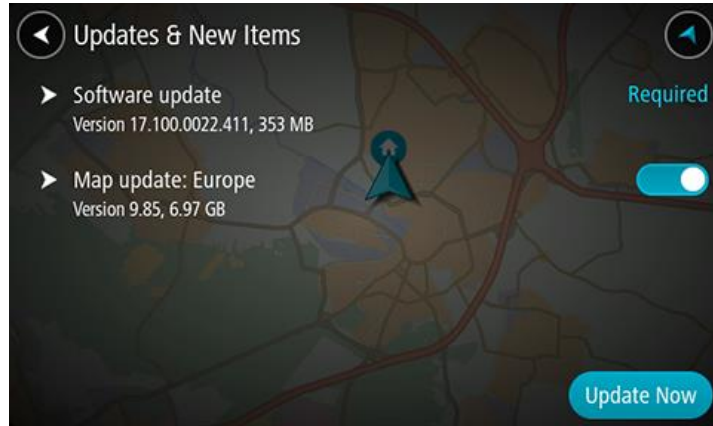 Updates & New Items
Software update
Required
Version 17.100.0022.411, 353 MB
Map update: Europe
Version 9.85, 6.97 GB
Update Now